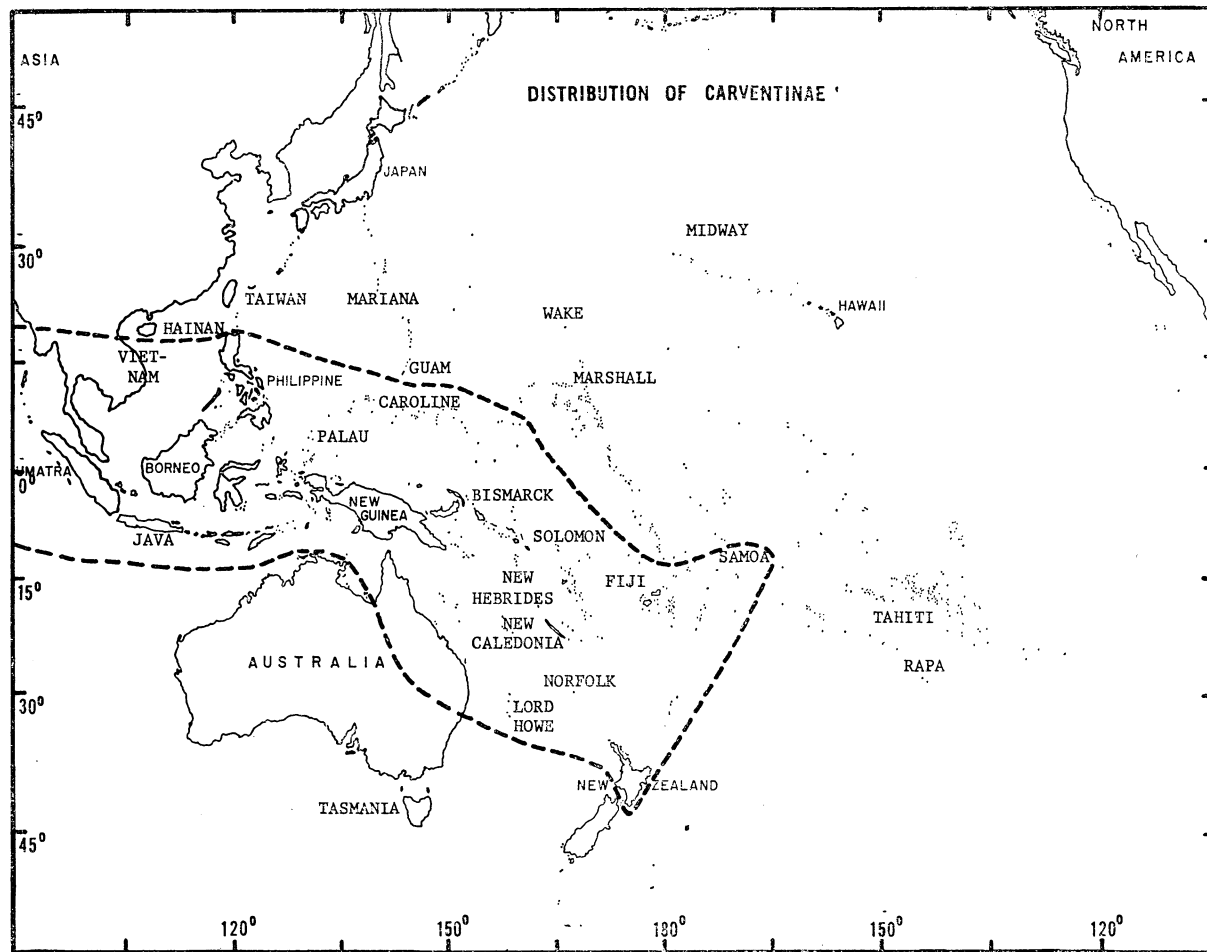 NORTH
AMERICA
ASIA
DISTRIBUTION OF CARVENTINAE
45°
JAPAN
MIDWAY
30°
TAIWAN
MARIANA
HAWAII
WAKE
HAINAN
VIET-
NAM
GUAM
PHILIPPINE
MARSHALL
CAROLINE
PALAU
UMATRA
BORNEO
0°
BISMARCK
NEW
GUINEA
JAVA
SOLOMON
SAMOA
15°
NEW
HEBRIDES
FIJI
TAHITI
NEW
CALEDONIA
AUSTRALIA
RAPA
NORFOLK
30°
LORD
HOWE
NEW ZEALAND
TASMANIA
45°
120° 150° 180° 150° 120°